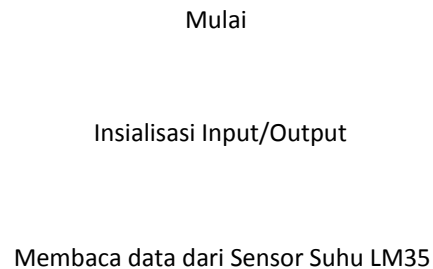 Mulai
Insialisasi Input/Output
Membaca data dari Sensor Suhu LM35